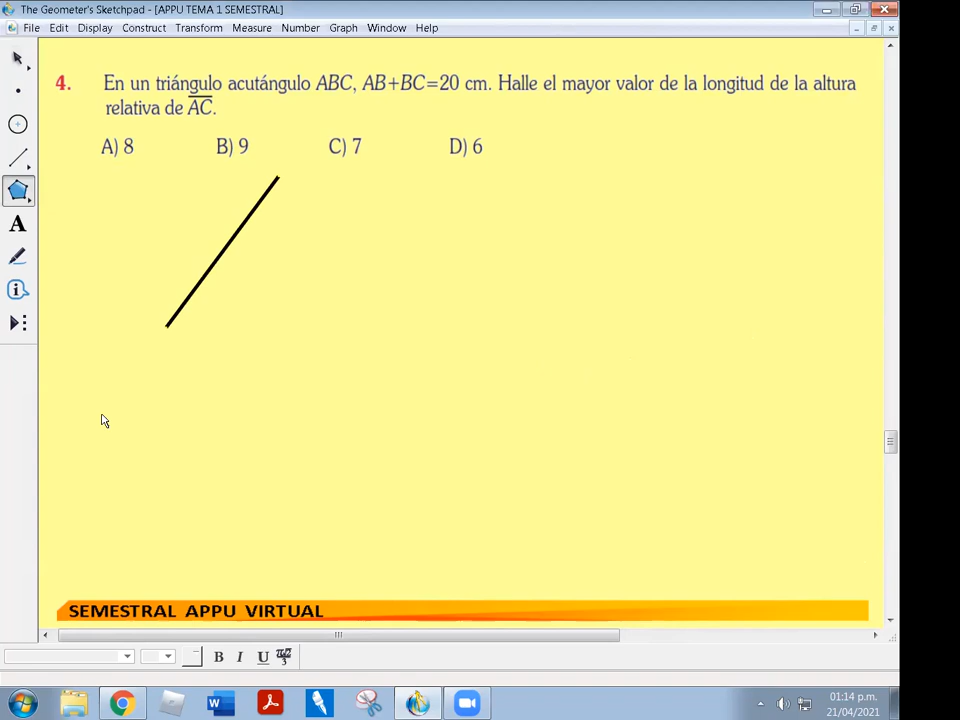 The Geometer's Sketchpad - [APPU TEMA 1 SEMESTRAL]
File Edit Display Construct Transform Measure Number Graph Window Help
4. En un triángulo acutángulo ABC, AB+BC=20 cm. Halle el mayor valor de la longitud de la altura
relativa de AC.
A) 8 B) 9 C) 7 D) 6
A
SEMESTRAL APPU VIRTUAL
B I U
01:14 p.m.
21/04/2021